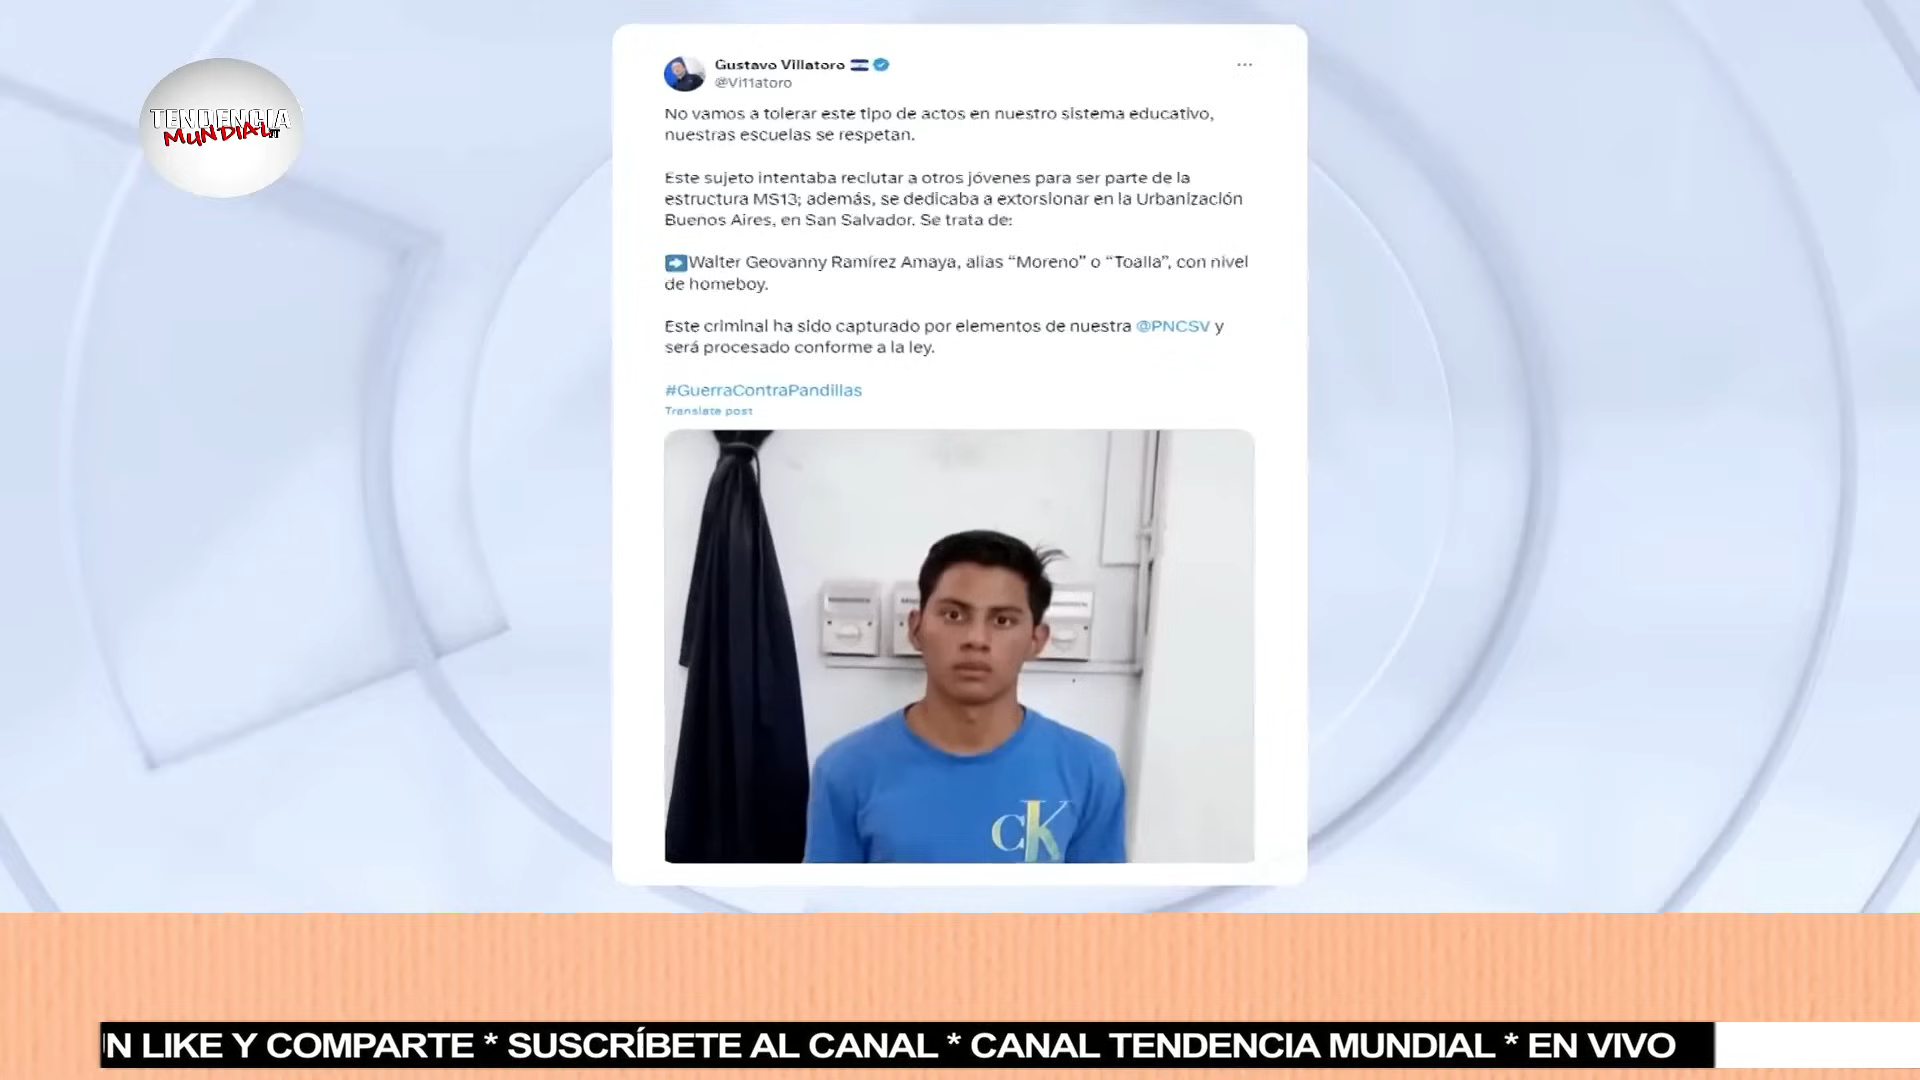 TENDENCIA
MUNDIAL
Gustavo Villatoro
@Vi11atoro
No vamos a tolerar este tipo de actos en nuestro sistema educativo,
nuestras escuelas se respetan.
Este sujeto intentaba reclutar a otros jóvenes para ser parte de la
estructura MS13; además, se dedicaba a extorsionar en la Urbanización
Buenos Aires, en San Salvador. Se trata de:
Walter Geovanny Ramírez Amaya, alias “Moreno” o “Toalla”, con nivel
de homeboy.
Este criminal ha sido capturado por elementos de nuestra @PNCSV y
será procesado conforme a la ley.
#GuerraContraPandillas
Translate post
CK
N LIKE Y COMPARTE * SUSCRÍBETE AL CANAL * CANAL TENDENCIA MUNDIAL * EN VIVO